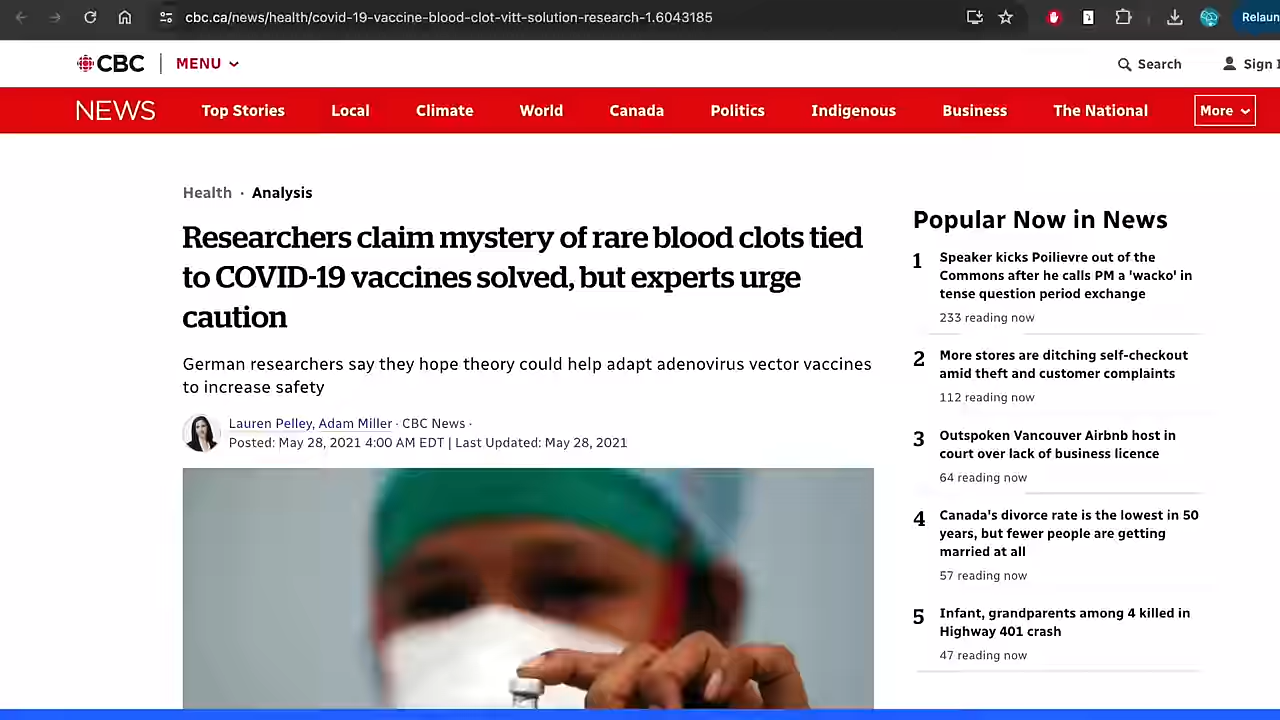 cbc.ca/news/health/covid-19-vaccine-blood-clot-vitt-solution-research-1.6043185
Relaun
CBC
MENU
Search
Sign I
NEWS
Top Stories
Local
Climate
World
Canada
Politics
Indigenous
Business
The National
More
Health · Analysis
Researchers claim mystery of rare blood clots tied
to COVID-19 vaccines solved, but experts urge
caution
German researchers say they hope theory could help adapt adenovirus vector vaccines
to increase safety
Lauren Pelley, Adam Miller · CBC News ·
Posted: May 28, 2021 4:00 AM EDT | Last Updated: May 28, 2021
Popular Now in News
1
Speaker kicks Poilievre out of the
Commons after he calls PM a 'wacko' in
tense question period exchange
233 reading now
2
More stores are ditching self-checkout
amid theft and customer complaints
112 reading now
3
Outspoken Vancouver Airbnb host in
court over lack of business licence
64 reading now
4
Canada's divorce rate is the lowest in 50
years, but fewer people are getting
married at all
57 reading now
5
Infant, grandparents among 4 killed in
Highway 401 crash
47 reading now